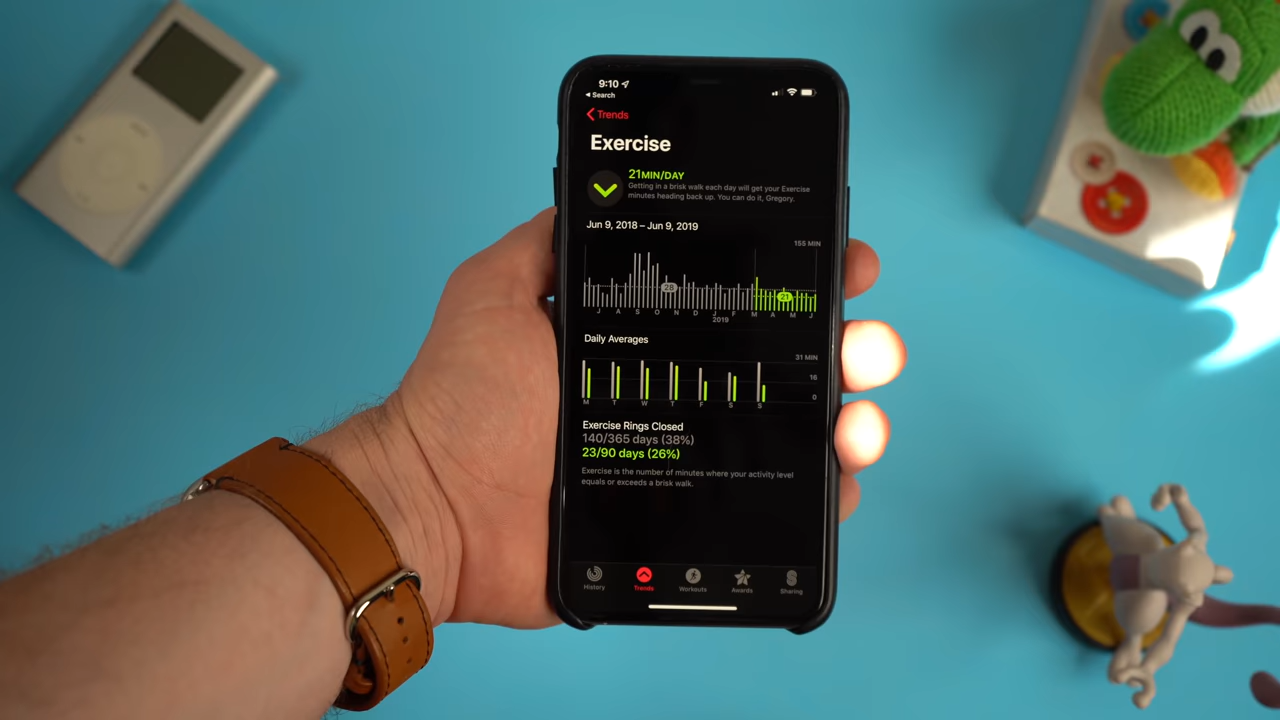 9:10
Search
Trends
Exercise
21MIN/DAY
Getting in a brisk walk each day will get your Exercise
minutes heading back up. You can do it, Gregory.
Jun 9, 2018 – Jun 9, 2019
155 MIN
28
21
J A S O N D J F M A M J
2019
Daily Averages
31 MIN
16
0
M T W T F S S
Exercise Rings Closed
140/365 days (38%)
23/90 days (26%)
Exercise is the number of minutes where your activity level
equals or exceeds a brisk walk.
History Trends Workouts Awards Sharing